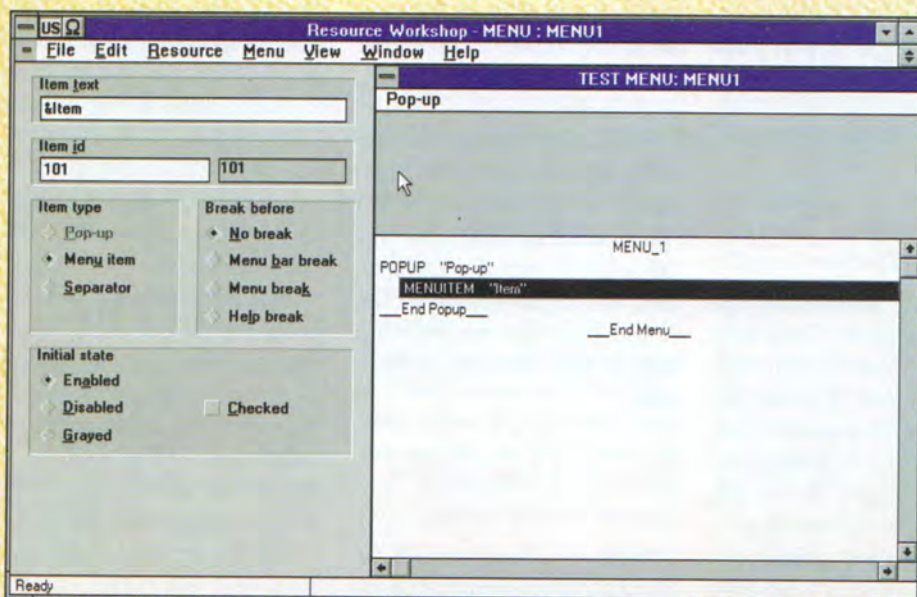 US Ω Resource Workshop - MENU : MENU1
File Edit Resource Menu View Window Help
Item text
&Item
Item id
101 101
Item type
Pop-up
Menu item
Separator
Break before
No break
Menu bar break
Menu break
Help break
Initial state
Enabled
Disabled
Grayed
Checked
TEST MENU: MENU1
Pop-up
MENU_1
POPUP "Pop-up"
MENUITEM "Item"
__End Popup__
__End Menu__
Ready